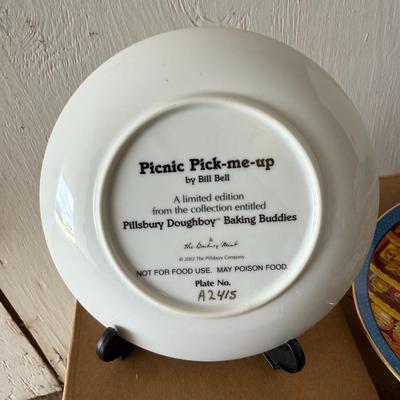 Picnic Pick-me-up
by Bill Bell
A limited edition
from the collection entitled
Pillsbury Doughboy™ Baking Buddies
The Danbury Mint
© 2002 The Pillsbury Company
NOT FOR FOOD USE. MAY POISON FOOD.
Plate No.
A2415